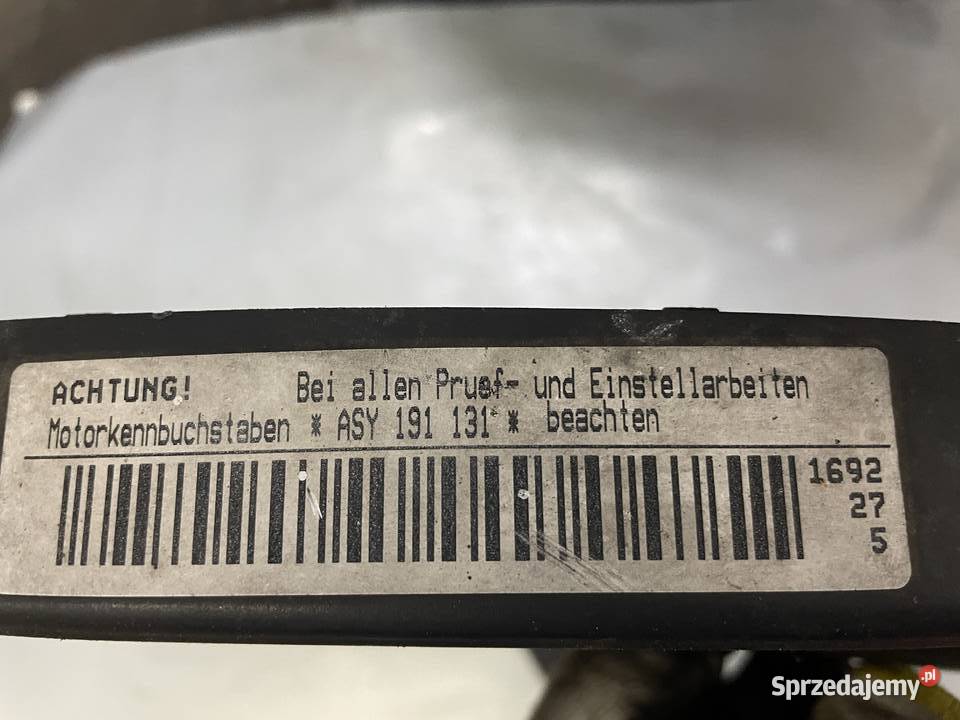 ACHTUNG! Bei allen Pruef- und Einstellarbeiten
Motorkennbuchstaben * ASY 191 131 * beachten
1692
27
5
Sprzedajemy.pl